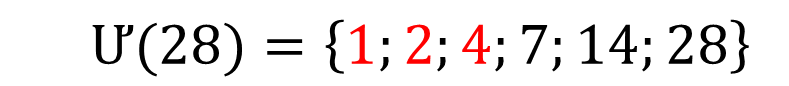 Ư(28) = {1; 2; 4; 7; 14; 28}